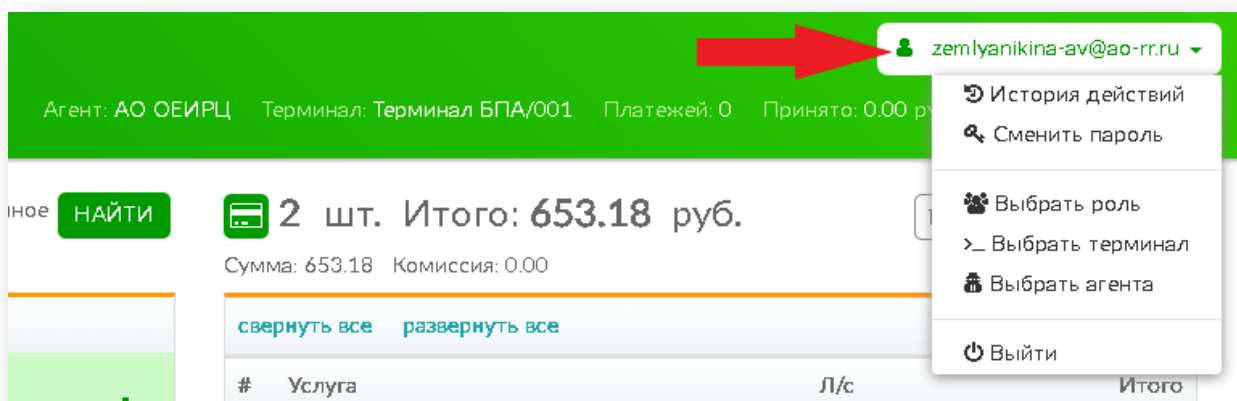 zemlyanikina-av@ao-rr.ru
Агент: АО ОЕИРЦ Терминал: Терминал БПА/001 Платежей: 0 Принято: 0.00
История действий
Сменить пароль
Выбрать роль
Выбрать терминал
Выбрать агента
Выйти
НАЙТИ
2 шт. Итого: 653.18 руб.
Сумма: 653.18 Комиссия: 0.00
свернуть все развернуть все
# Услуга Л/с Итого